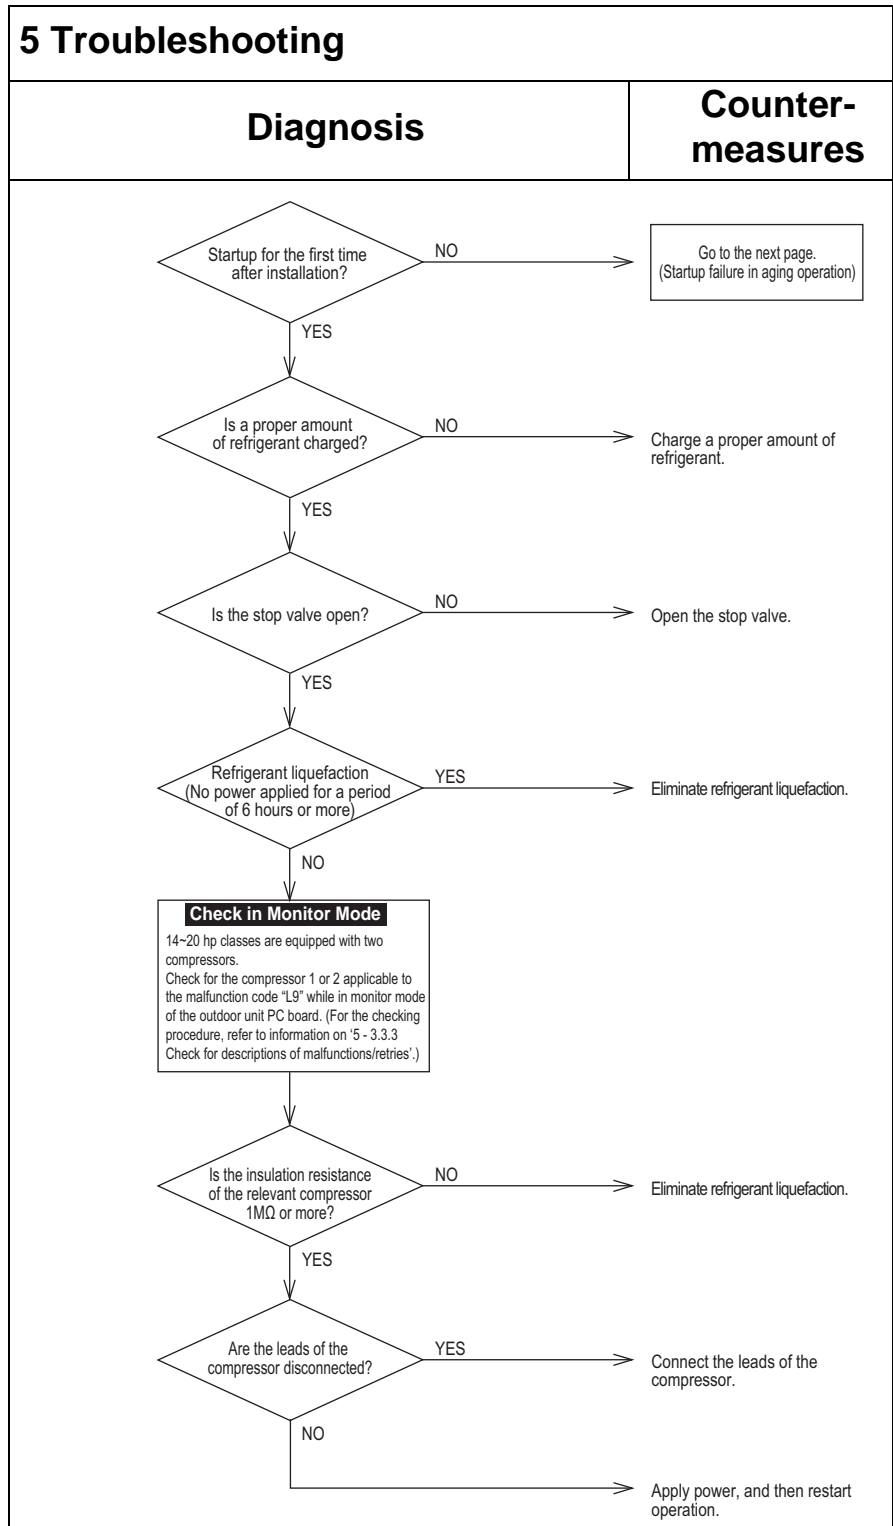 5 Troubleshooting
Diagnosis
Counter-
measures
Startup for the first time
after installation?
NO
Go to the next page.
(Startup failure in aging operation)
YES
Is a proper amount
of refrigerant charged?
NO
Charge a proper amount of
refrigerant.
YES
Is the stop valve open?
NO
Open the stop valve.
YES
Refrigerant liquefaction
(No power applied for a period
of 6 hours or more)
YES
Eliminate refrigerant liquefaction.
NO
Check in Monitor Mode
14~20 hp classes are equipped with two
compressors.
Check for the compressor 1 or 2 applicable to
the malfunction code “L9” while in monitor mode
of the outdoor unit PC board. (For the checking
procedure, refer to information on ‘5 - 3.3.3
Check for descriptions of malfunctions/retries’.)
Is the insulation resistance
of the relevant compressor
1MΩ or more?
NO
Eliminate refrigerant liquefaction.
YES
Are the leads of the
compressor disconnected?
YES
Connect the leads of the
compressor.
NO
Apply power, and then restart
operation.